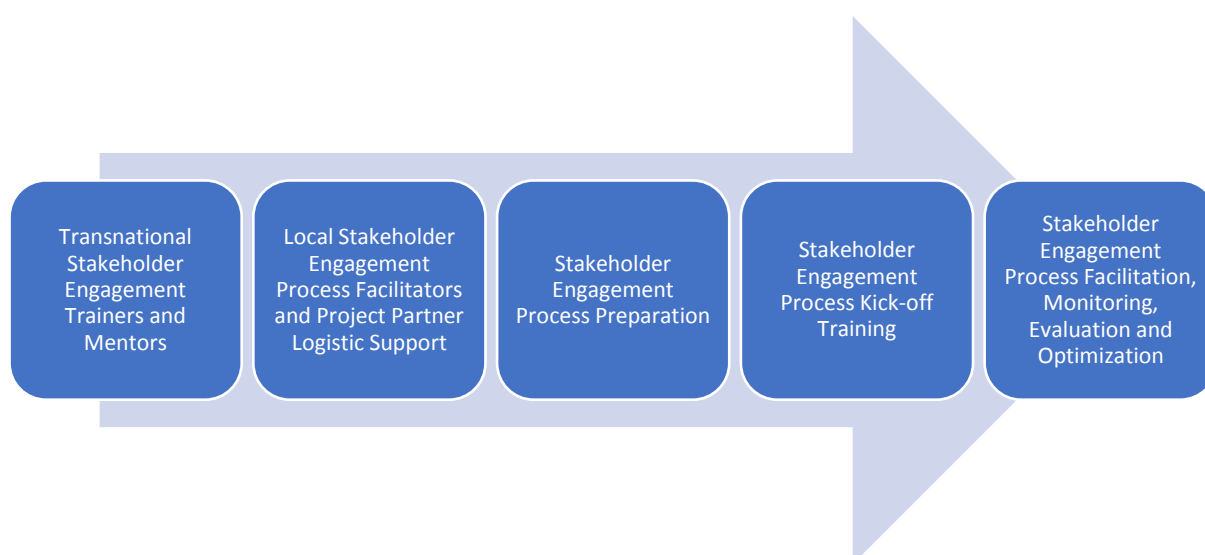 Transnational
Stakeholder
Engagement
Trainers and
Mentors
Local Stakeholder
Engagement
Process Facilitators
and Project Partner
Logistic Support
Stakeholder
Engagement
Process Preparation
Stakeholder
Engagement
Process Kick-off
Training
Stakeholder
Engagement
Process Facilitation,
Monitoring,
Evaluation and
Optimization